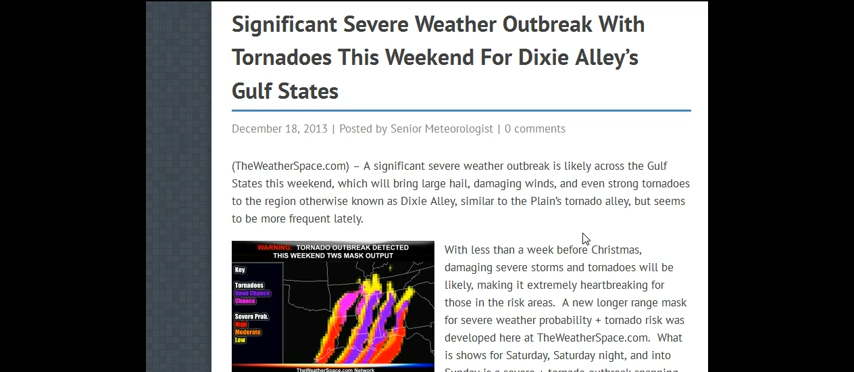 Significant Severe Weather Outbreak With
Tornadoes This Weekend For Dixie Alley's
Gulf States
December 18, 2013 | Posted by Senior Meteorologist | 0 comments
(TheWeatherSpace.com) – A significant severe weather outbreak is likely across the Gulf
States this weekend, which will bring large hail, damaging winds, and even strong tornadoes
to the region otherwise known as Dixie Alley, similar to the Plain's tornado alley, but seems
to be more frequent lately.
WARNING: TORNADO OUTBREAK DETECTED
THIS WEEKEND TWS MASK OUTPUT
Key
Tornadoes
Good Chance
Chance
Severe Prob.
High
Moderate
Low
TheWeatherSpace.com Network
With less than a week before Christmas,
damaging severe storms and tornadoes will be
likely, making it extremely heartbreaking for
those in the risk areas. A new longer range mask
for severe weather probability + tornado risk was
developed here at TheWeatherSpace.com. What
is shows for Saturday, Saturday night, and into
Sunday is a severe + tornado outbreak spanning